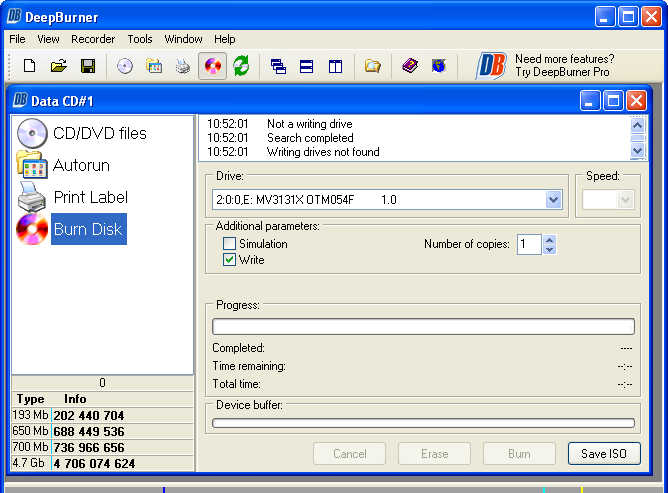 DB DeepBurner
File View Recorder Tools Window Help
DB Need more features?
Try DeepBurner Pro
DB Data CD#1
CD/DVD files
Autorun
Print Label
Burn Disk
0
Type Info
193 Mb 202 440 704
650 Mb 688 449 536
700 Mb 736 966 656
4.7 Gb 4 706 074 624
10:52:01 Not a writing drive
10:52:01 Search completed
10:52:01 Writing drives not found
Drive: Speed:
2:0:0,E: MV3131X OTM054F 1.0
Additional parameters:
Simulation Number of copies: 1
Write
Progress:
Completed: ----
Time remaining: --:--
Total time: --:--
Device buffer:
Cancel Erase Burn Save ISO